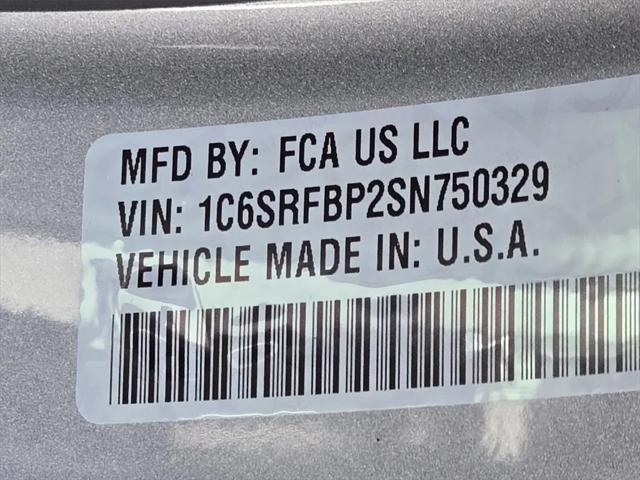 MFD BY: FCA US LLC
VIN: 1C6SRFBP2SN750329
VEHICLE MADE IN: U.S.A.